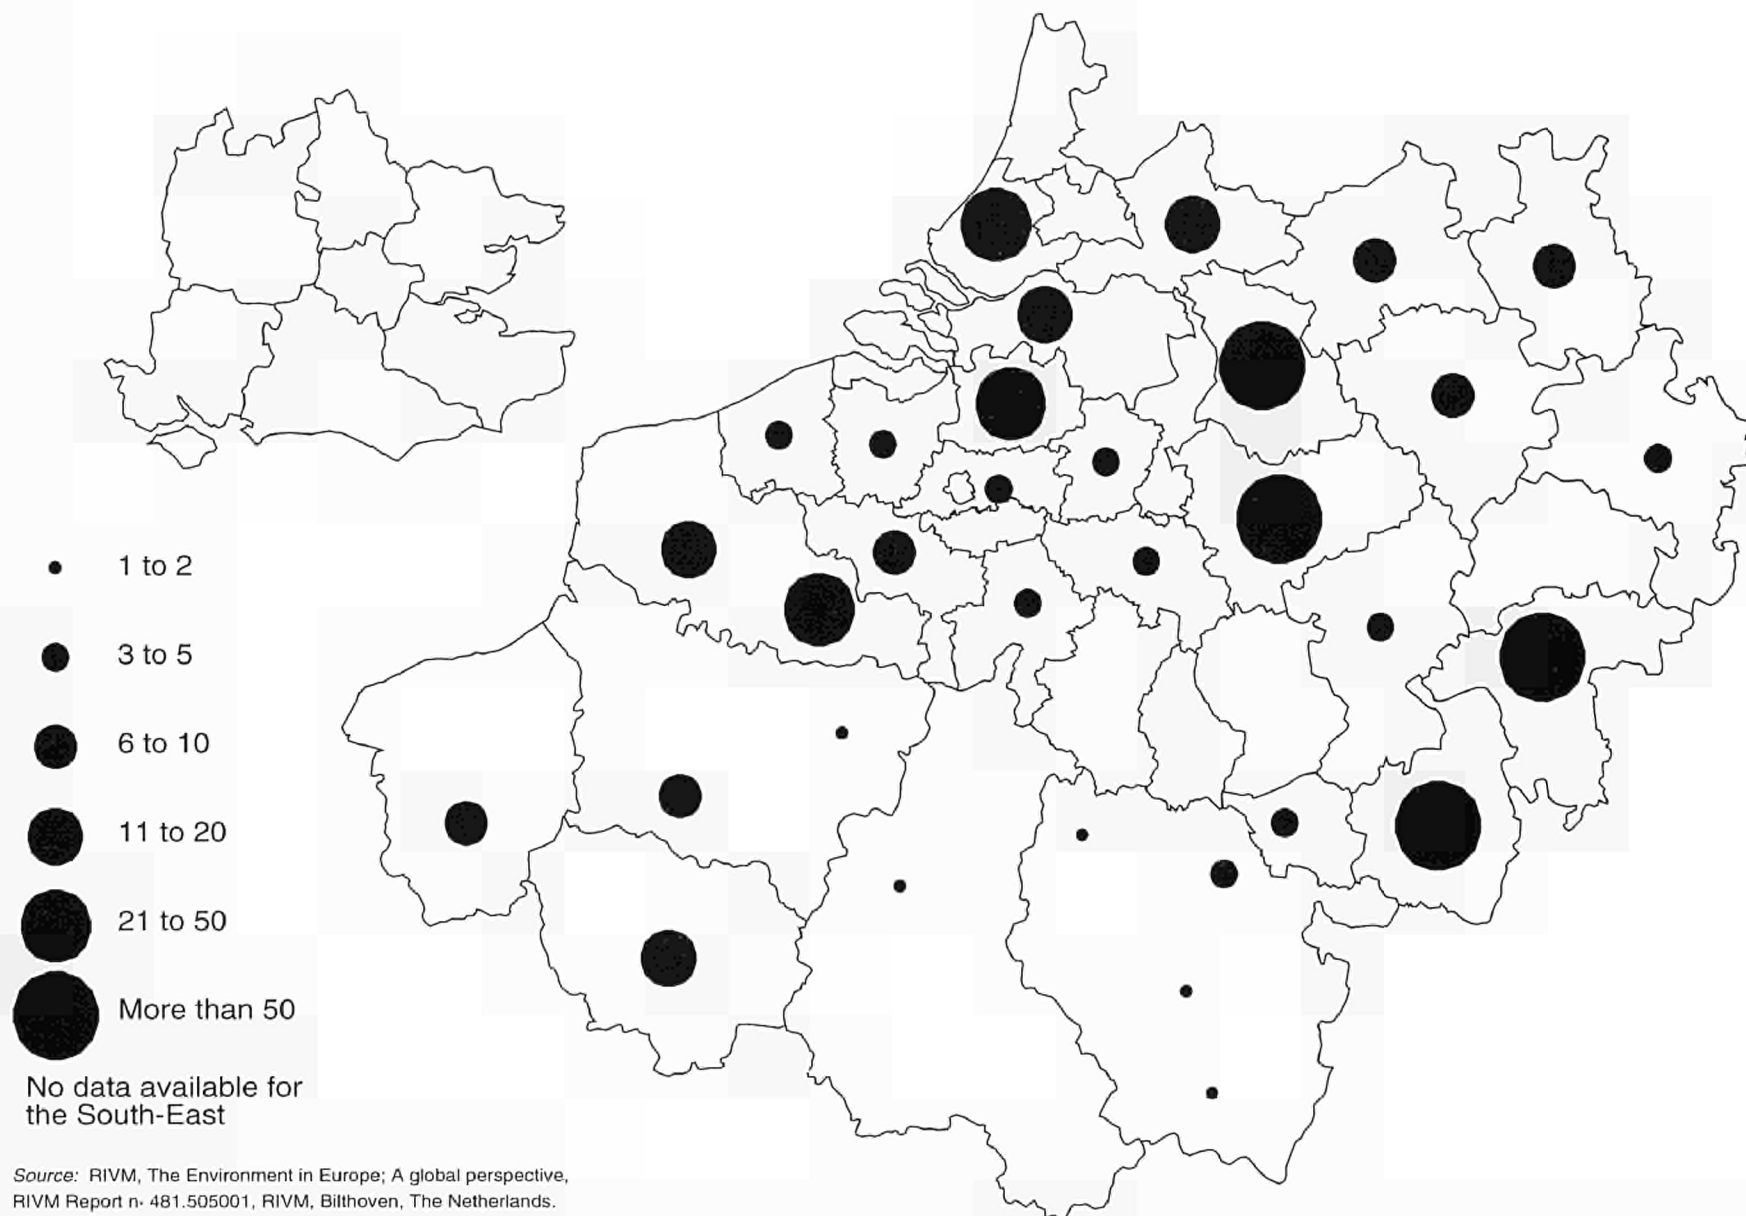 1 to 2
3 to 5
6 to 10
11 to 20
21 to 50
More than 50
No data available for
the South-East
Source: RIVM, The Environment in Europe; A global perspective,
RIVM Report n· 481.505001, RIVM, Bilthoven, The Netherlands.